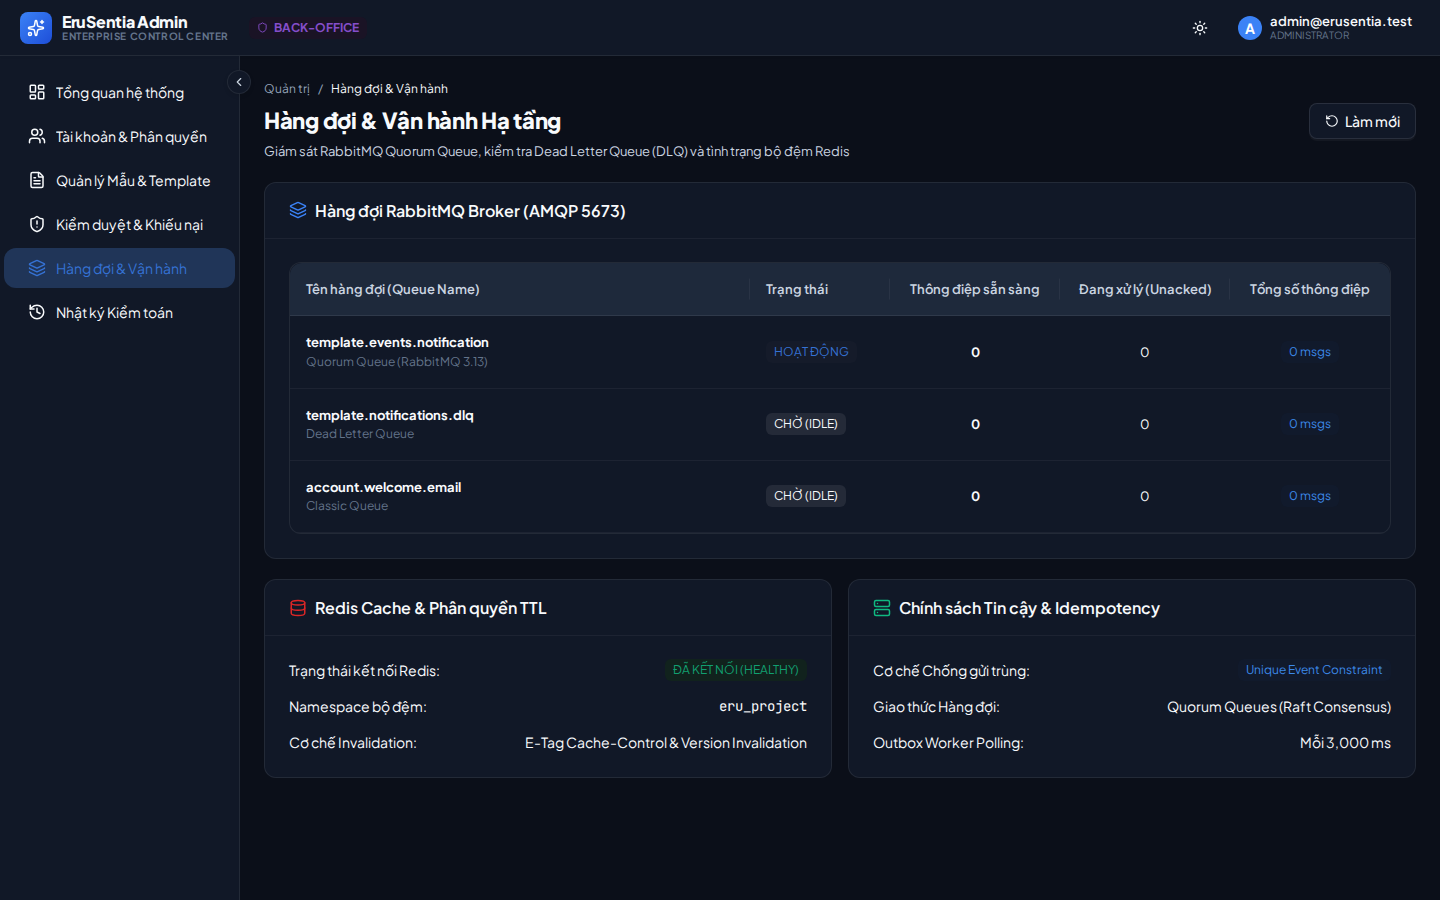 EruSentia Admin
ENTERPRISE CONTROL CENTER
BACK-OFFICE
A
admin@erusentia.test
ADMINISTRATOR
Tổng quan hệ thống
Tài khoản & Phân quyền
Quản lý Mẫu & Template
Kiểm duyệt & Khiếu nại
Hàng đợi & Vận hành
Nhật ký Kiểm toán
Quản trị / Hàng đợi & Vận hành
Hàng đợi & Vận hành Hạ tầng
Giám sát RabbitMQ Quorum Queue, kiểm tra Dead Letter Queue (DLQ) và tình trạng bộ đệm Redis
Làm mới
Hàng đợi RabbitMQ Broker (AMQP 5673)
Tên hàng đợi (Queue Name) Trạng thái Thông điệp sẵn sàng Đang xử lý (Unacked) Tổng số thông điệp
template.events.notification
Quorum Queue (RabbitMQ 3.13)
HOẠT ĐỘNG 0 0 0 msgs
template.notifications.dlq
Dead Letter Queue
CHỜ (IDLE) 0 0 0 msgs
account.welcome.email
Classic Queue
CHỜ (IDLE) 0 0 0 msgs
Redis Cache & Phân quyền TTL
Trạng thái kết nối Redis: ĐÃ KẾT NỐI (HEALTHY)
Namespace bộ đệm: eru_project
Cơ chế Invalidation: E-Tag Cache-Control & Version Invalidation
Chính sách Tin cậy & Idempotency
Cơ chế Chống gửi trùng: Unique Event Constraint
Giao thức Hàng đợi: Quorum Queues (Raft Consensus)
Outbox Worker Polling: Mỗi 3,000 ms